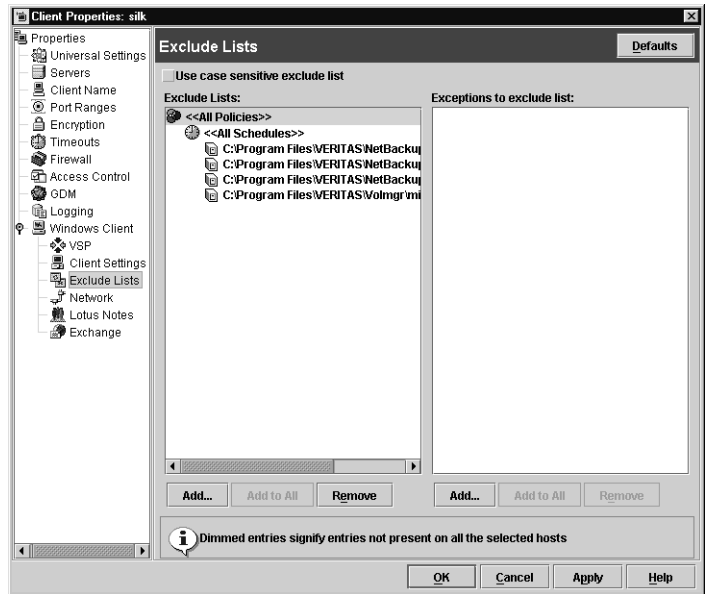 Client Properties: silk
Properties
Universal Settings
Servers
Client Name
Port Ranges
Encryption
Timeouts
Firewall
Access Control
GDM
Logging
Windows Client
VSP
Client Settings
Exclude Lists
Network
Lotus Notes
Exchange
Exclude Lists
Defaults
Use case sensitive exclude list
Exclude Lists:
<<All Policies>>
<<All Schedules>>
C:\Program Files\VERITAS\NetBackup
C:\Program Files\VERITAS\NetBackup
C:\Program Files\VERITAS\NetBackup
C:\Program Files\VERITAS\Volmgr\mi
Add...
Add to All
Remove
Exceptions to exclude list:
Add...
Add to All
Remove
Dimmed entries signify entries not present on all the selected hosts
OK
Cancel
Apply
Help